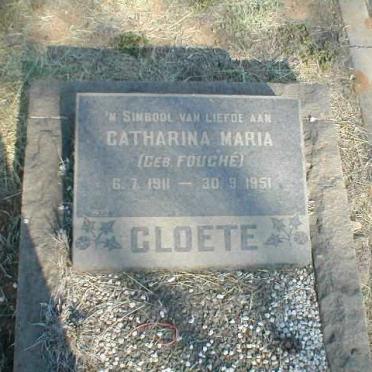 'N SIMBOOL VAN LIEFDE AAN
CATHARINA MARIA
(GEB. FOUCHÉ)
6.7.1911 — 30.9.1951
CLOETE